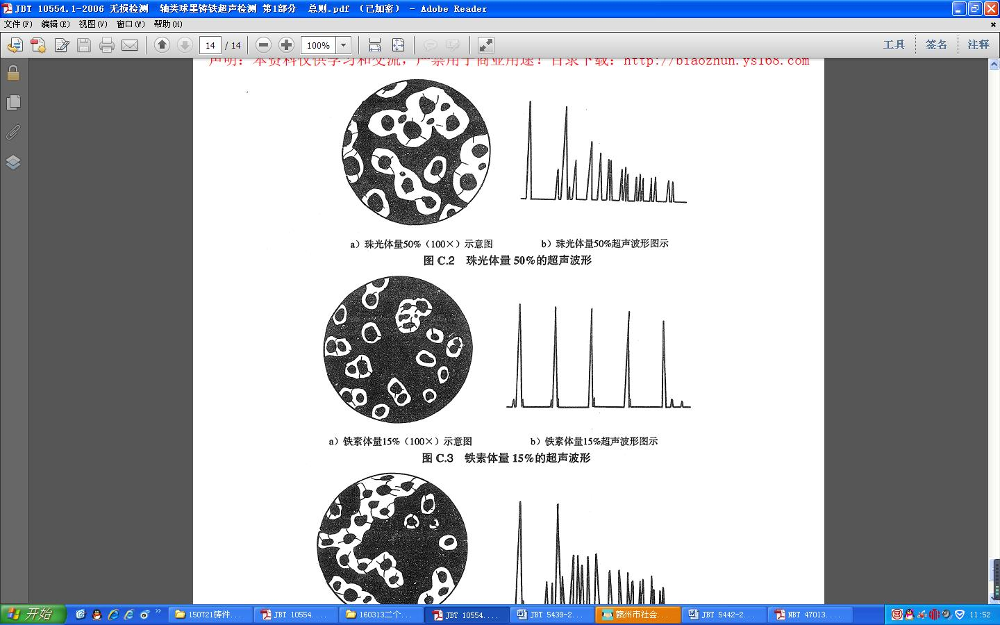 JBT 10554.1-2006 无损检测 轴类球墨铸铁超声检测 第1部分 总则.pdf （已加密） - Adobe Reader
文件(F) 编辑(E) 视图(V) 窗口(W) 帮助(H)
14 / 14 100% 工具 签名 注释
声明：本资料仅供学习和交流，严禁用于商业用途！目录下载：http://biaozhun.ys168.com
a）珠光体量50%（100×）示意图 b）珠光体量50%超声波形图示
图 C.2 珠光体量 50%的超声波形
a）铁素体量15%（100×）示意图 b）铁素体量15%超声波形图示
图 C.3 铁素体量 15%的超声波形
开始 150721铸件... JBT 10554.... 160313二个... JBT 10554.... JBT 5439-2... 赣州市社会... JBT 5442-2... NBT 47013.... 11:52